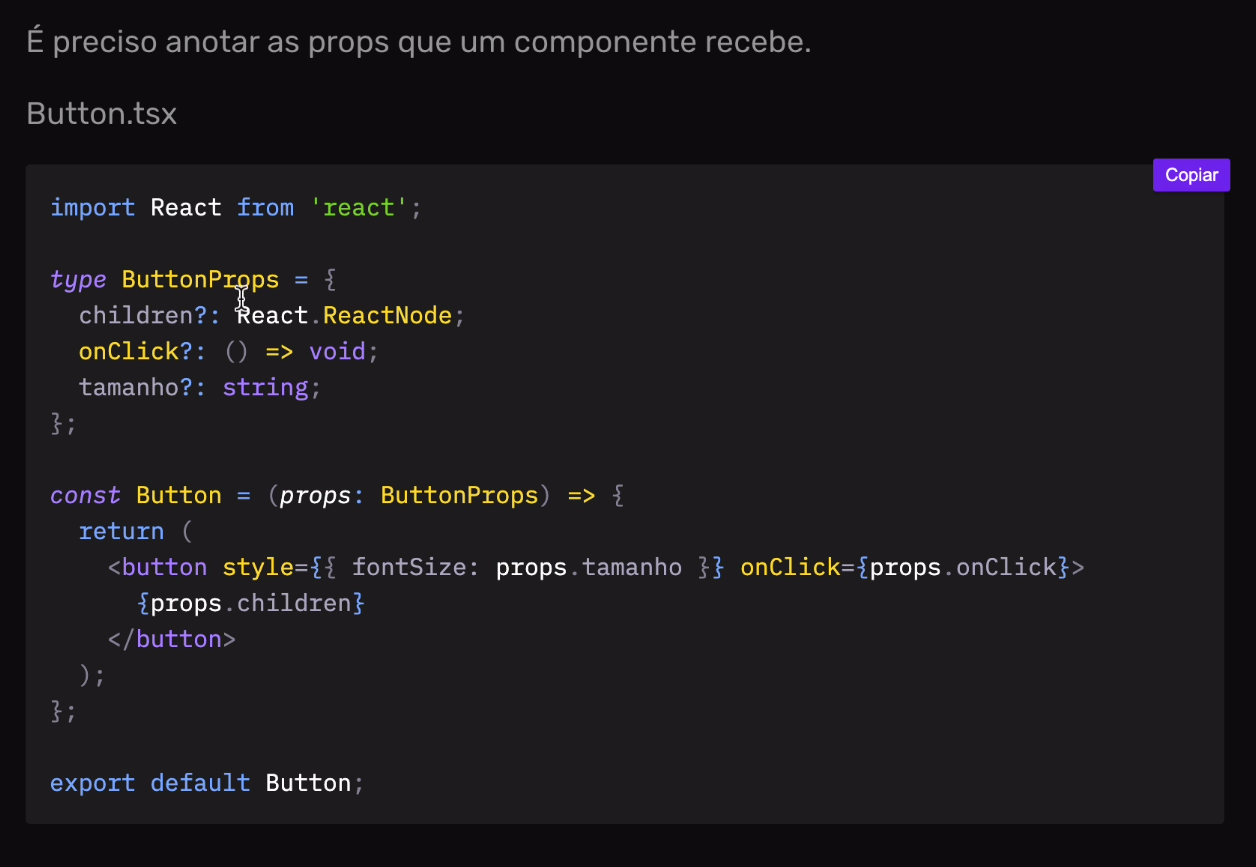 É preciso anotar as props que um componente recebe.
Button.tsx
Copiar
import React from 'react';
type ButtonProps = {
  children?: React.ReactNode;
  onClick?: () => void;
  tamanho?: string;
};
const Button = (props: ButtonProps) => {
  return (
    <button style={{ fontSize: props.tamanho }} onClick={props.onClick}>
      {props.children}
    </button>
  );
};
export default Button;